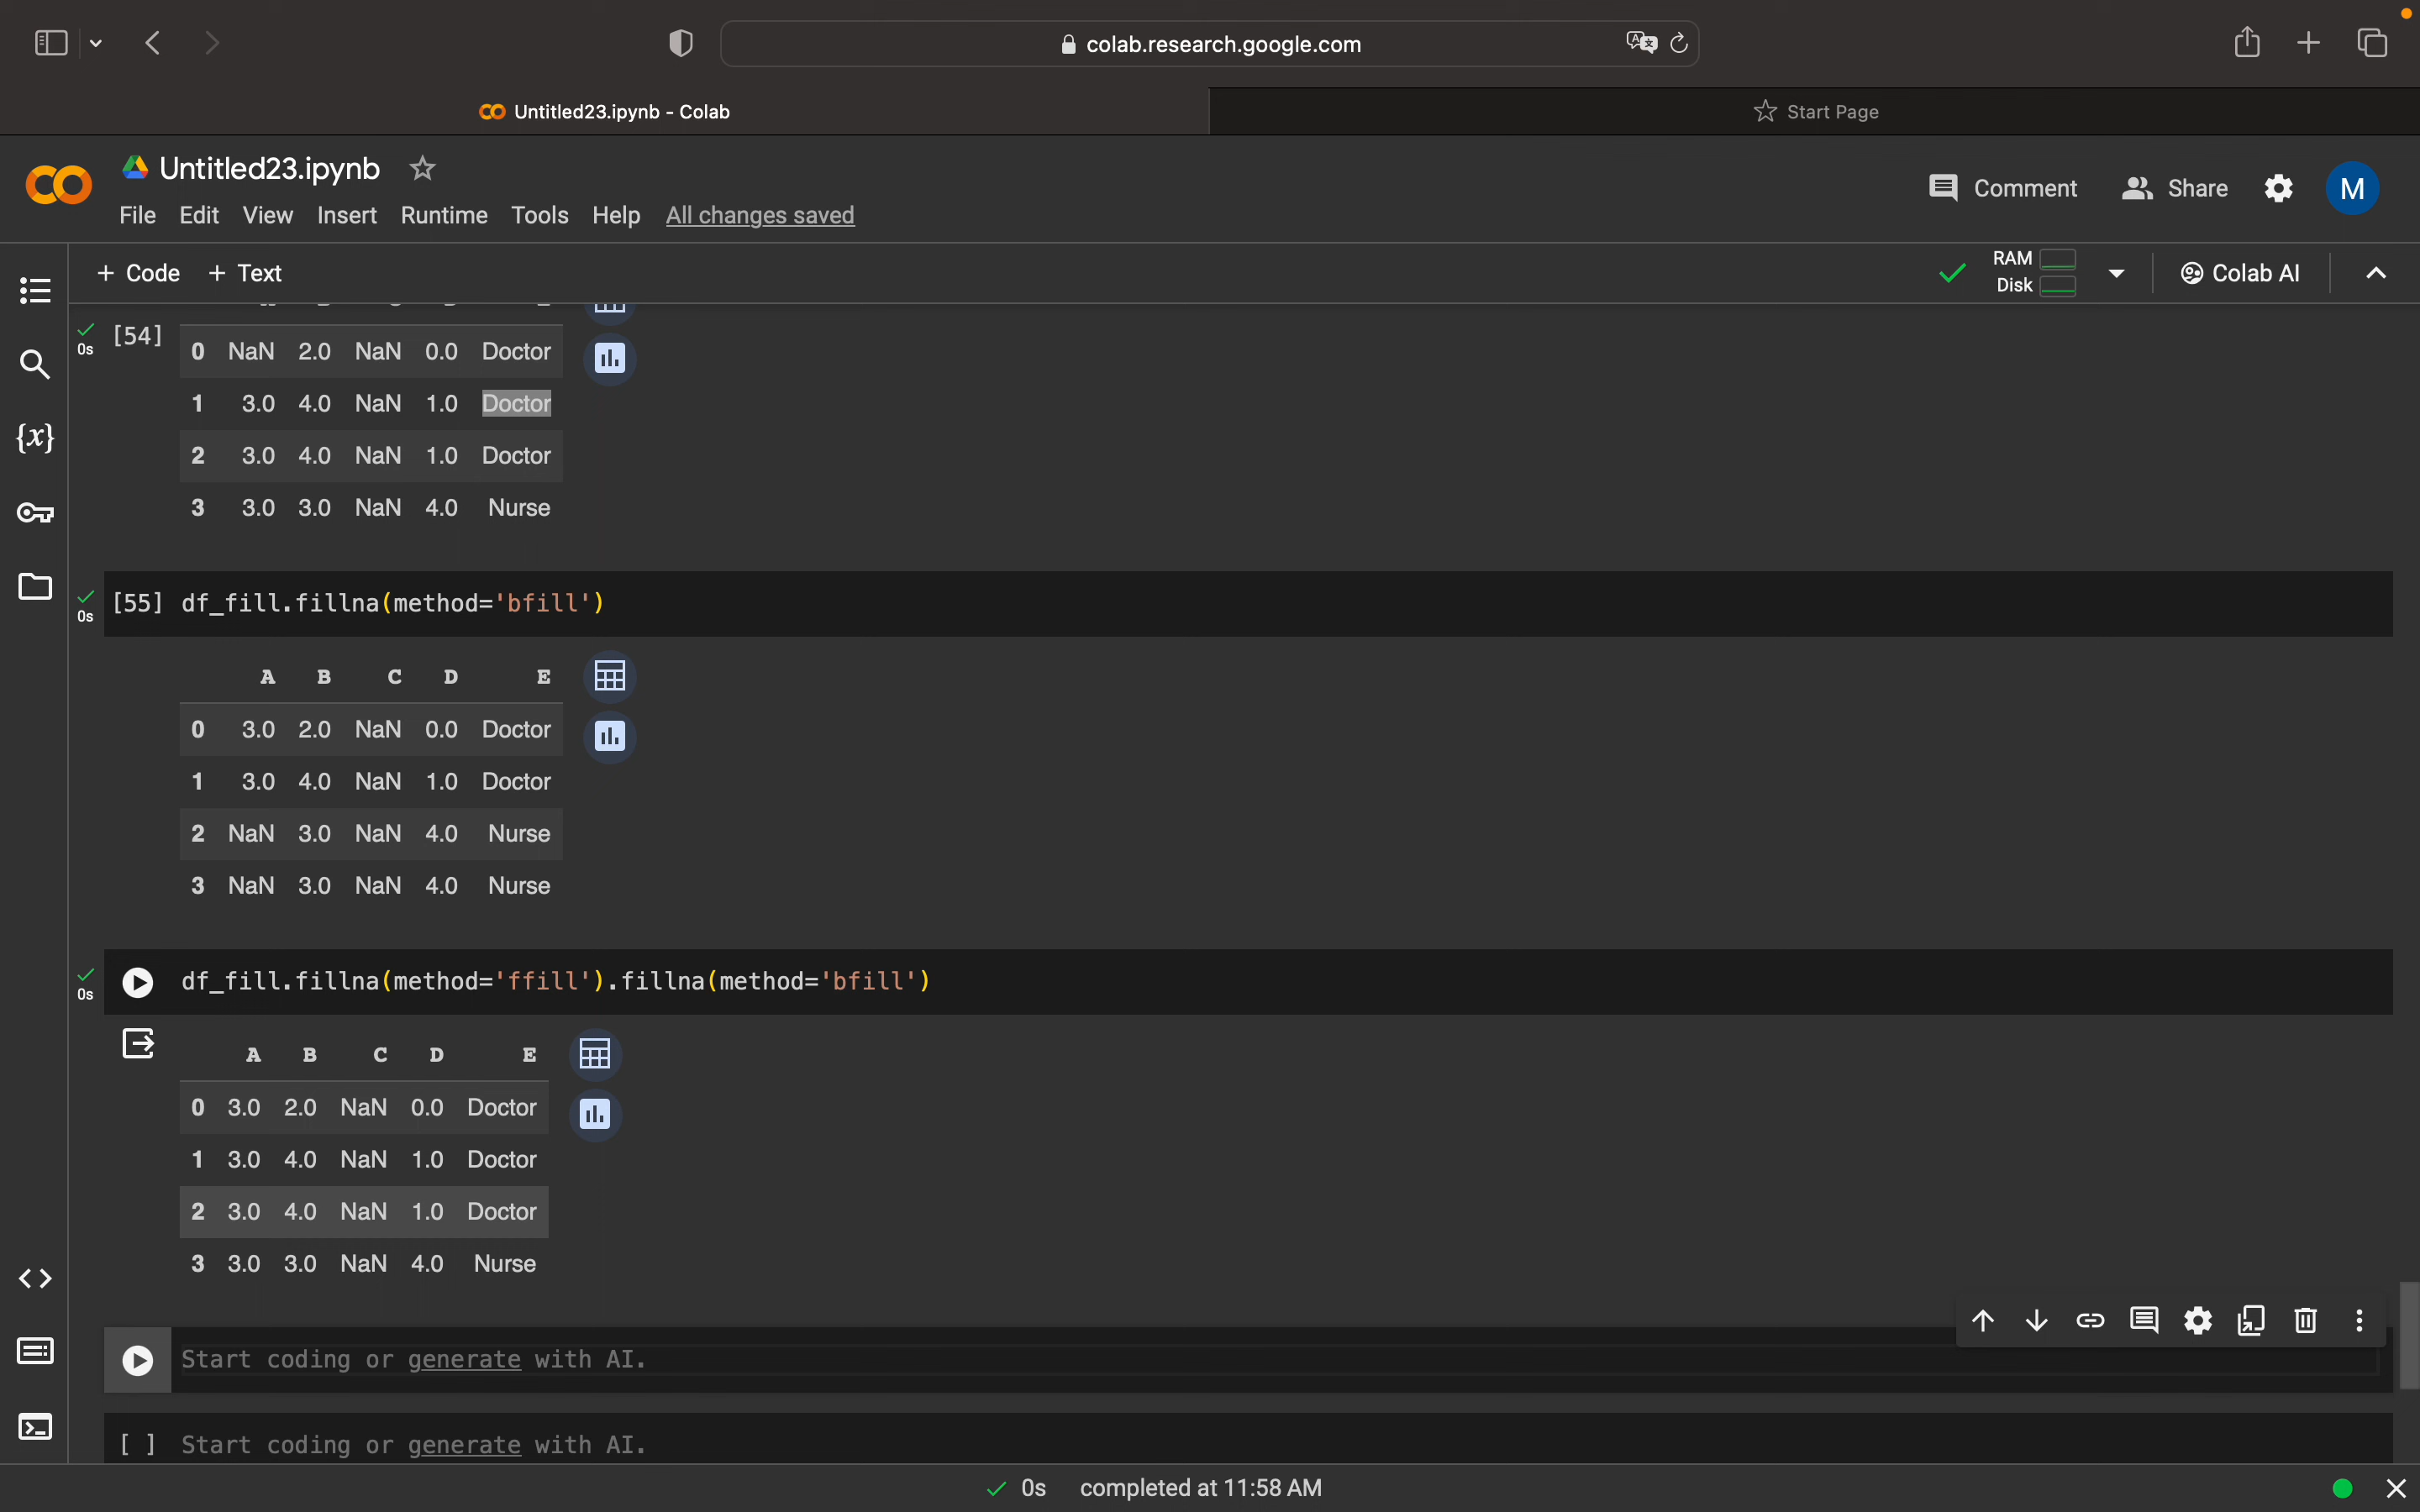 colab.research.google.com
Untitled23.ipynb - Colab
Start Page
Untitled23.ipynb
File Edit View Insert Runtime Tools Help All changes saved
Comment Share M
+ Code + Text
RAM
Disk
Colab AI
0s
[54]
0 NaN 2.0 NaN 0.0 Doctor
1 3.0 4.0 NaN 1.0 Doctor
2 3.0 4.0 NaN 1.0 Doctor
3 3.0 3.0 NaN 4.0 Nurse
0s
[55] df_fill.fillna(method='bfill')
A B C D E
0 3.0 2.0 NaN 0.0 Doctor
1 3.0 4.0 NaN 1.0 Doctor
2 NaN 3.0 NaN 4.0 Nurse
3 NaN 3.0 NaN 4.0 Nurse
0s
df_fill.fillna(method='ffill').fillna(method='bfill')
A B C D E
0 3.0 2.0 NaN 0.0 Doctor
1 3.0 4.0 NaN 1.0 Doctor
2 3.0 4.0 NaN 1.0 Doctor
3 3.0 3.0 NaN 4.0 Nurse
Start coding or generate with AI.
[ ] Start coding or generate with AI.
0s completed at 11:58 AM